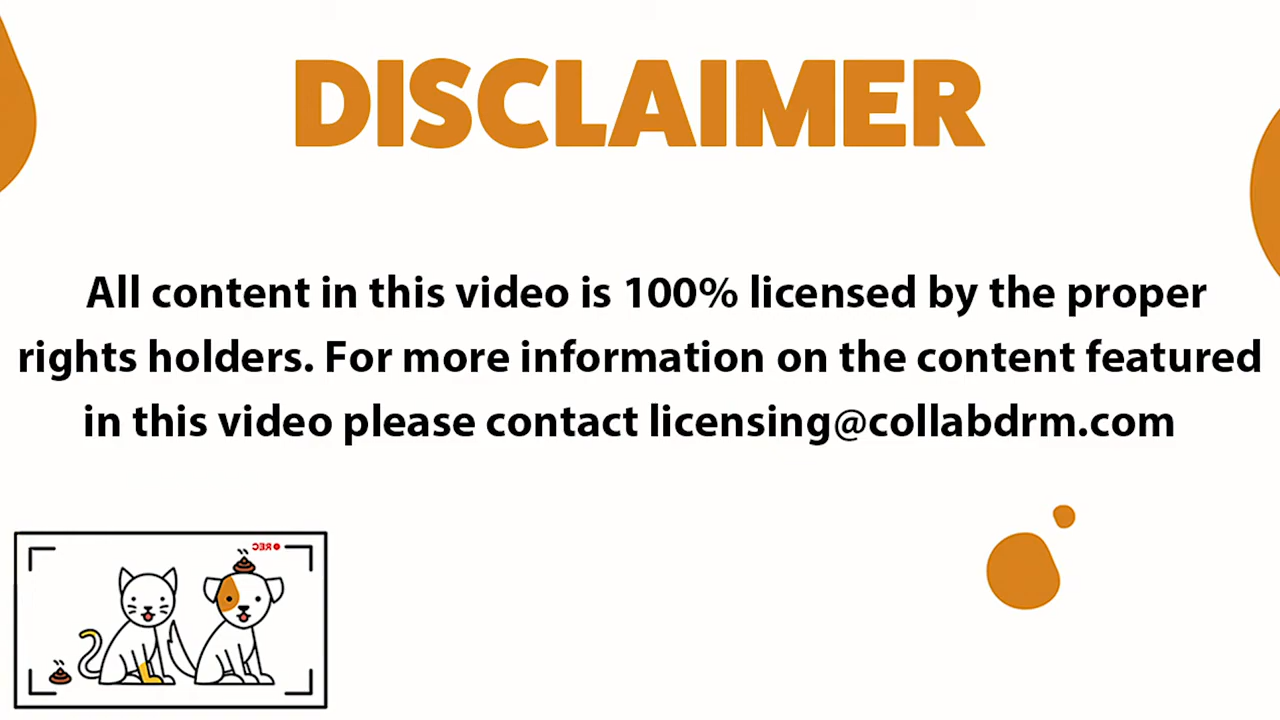 DISCLAIMER
All content in this video is 100% licensed by the proper
rights holders. For more information on the content featured
in this video please contact licensing@collabdrm.com
REC